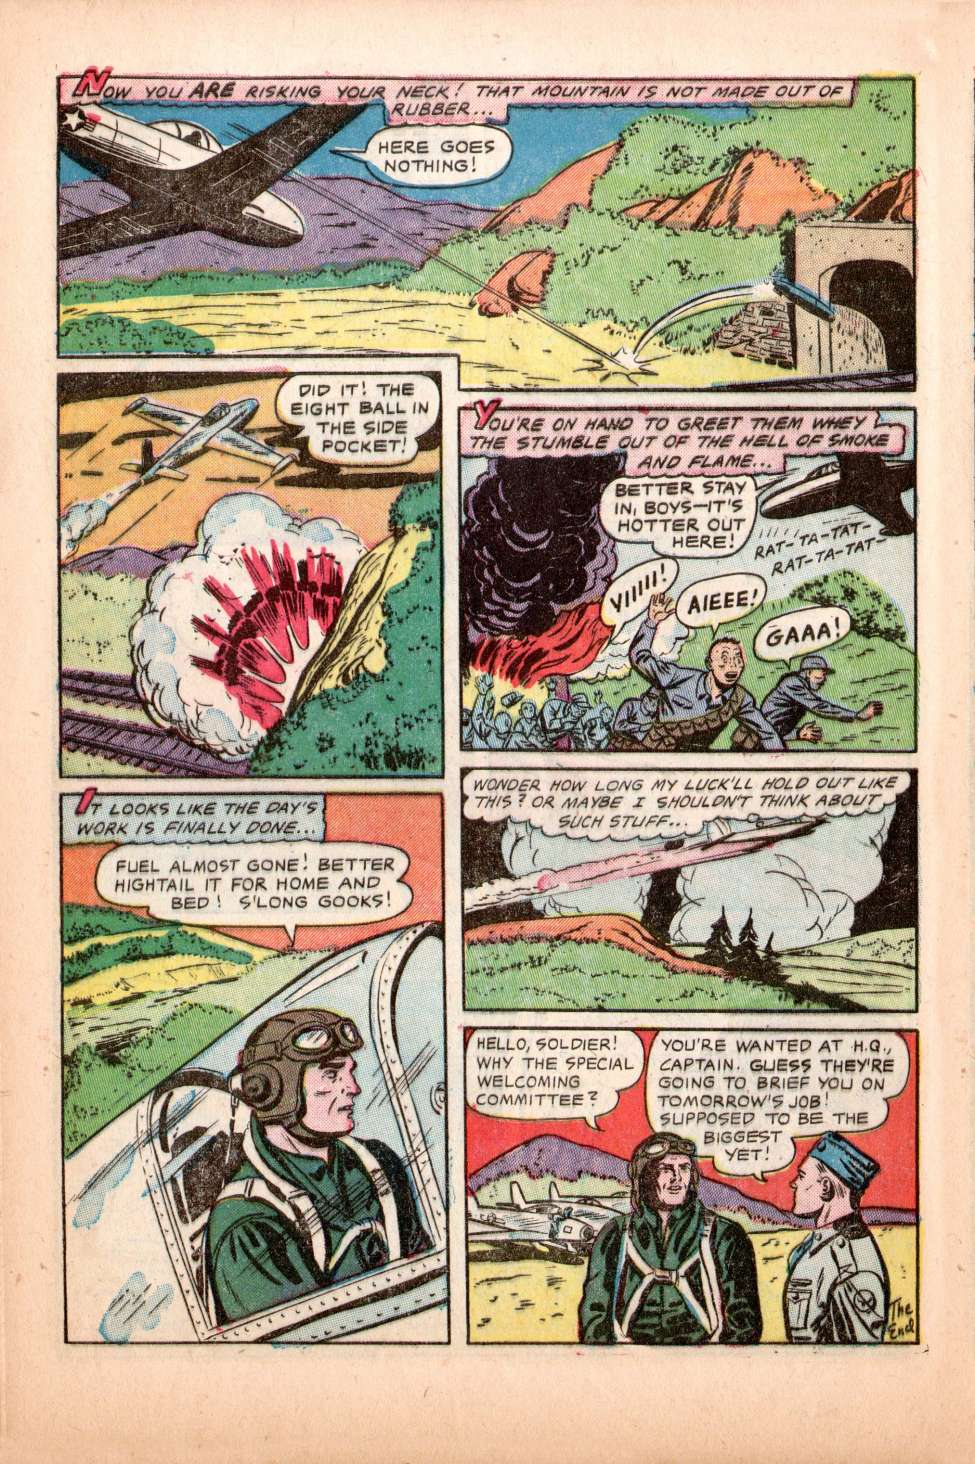 NOW YOU ARE RISKING YOUR NECK! THAT MOUNTAIN IS NOT MADE OUT OF
RUBBER...
HERE GOES
NOTHING!
DID IT! THE
EIGHT BALL IN
THE SIDE
POCKET!
YOU'RE ON HAND TO GREET THEM WHEY
THE STUMBLE OUT OF THE HELL OF SMOKE
AND FLAME...
BETTER STAY
IN, BOYS—IT'S
HOTTER OUT
HERE!
RAT-TA-TAT-
RAT-TA-TAT-
YIIIII!
AIEEE!
GAAA!
IT LOOKS LIKE THE DAY'S
WORK IS FINALLY DONE...
FUEL ALMOST GONE! BETTER
HIGHTAIL IT FOR HOME AND
BED! S'LONG GOOKS!
WONDER HOW LONG MY LUCK'LL HOLD OUT LIKE
THIS? OR MAYBE I SHOULDN'T THINK ABOUT
SUCH STUFF...
HELLO, SOLDIER!
WHY THE SPECIAL
WELCOMING
COMMITTEE?
YOU'RE WANTED AT H.Q.,
CAPTAIN. GUESS THEY'RE
GOING TO BRIEF YOU ON
TOMORROW'S JOB!
SUPPOSED TO BE THE
BIGGEST
YET!
The
End